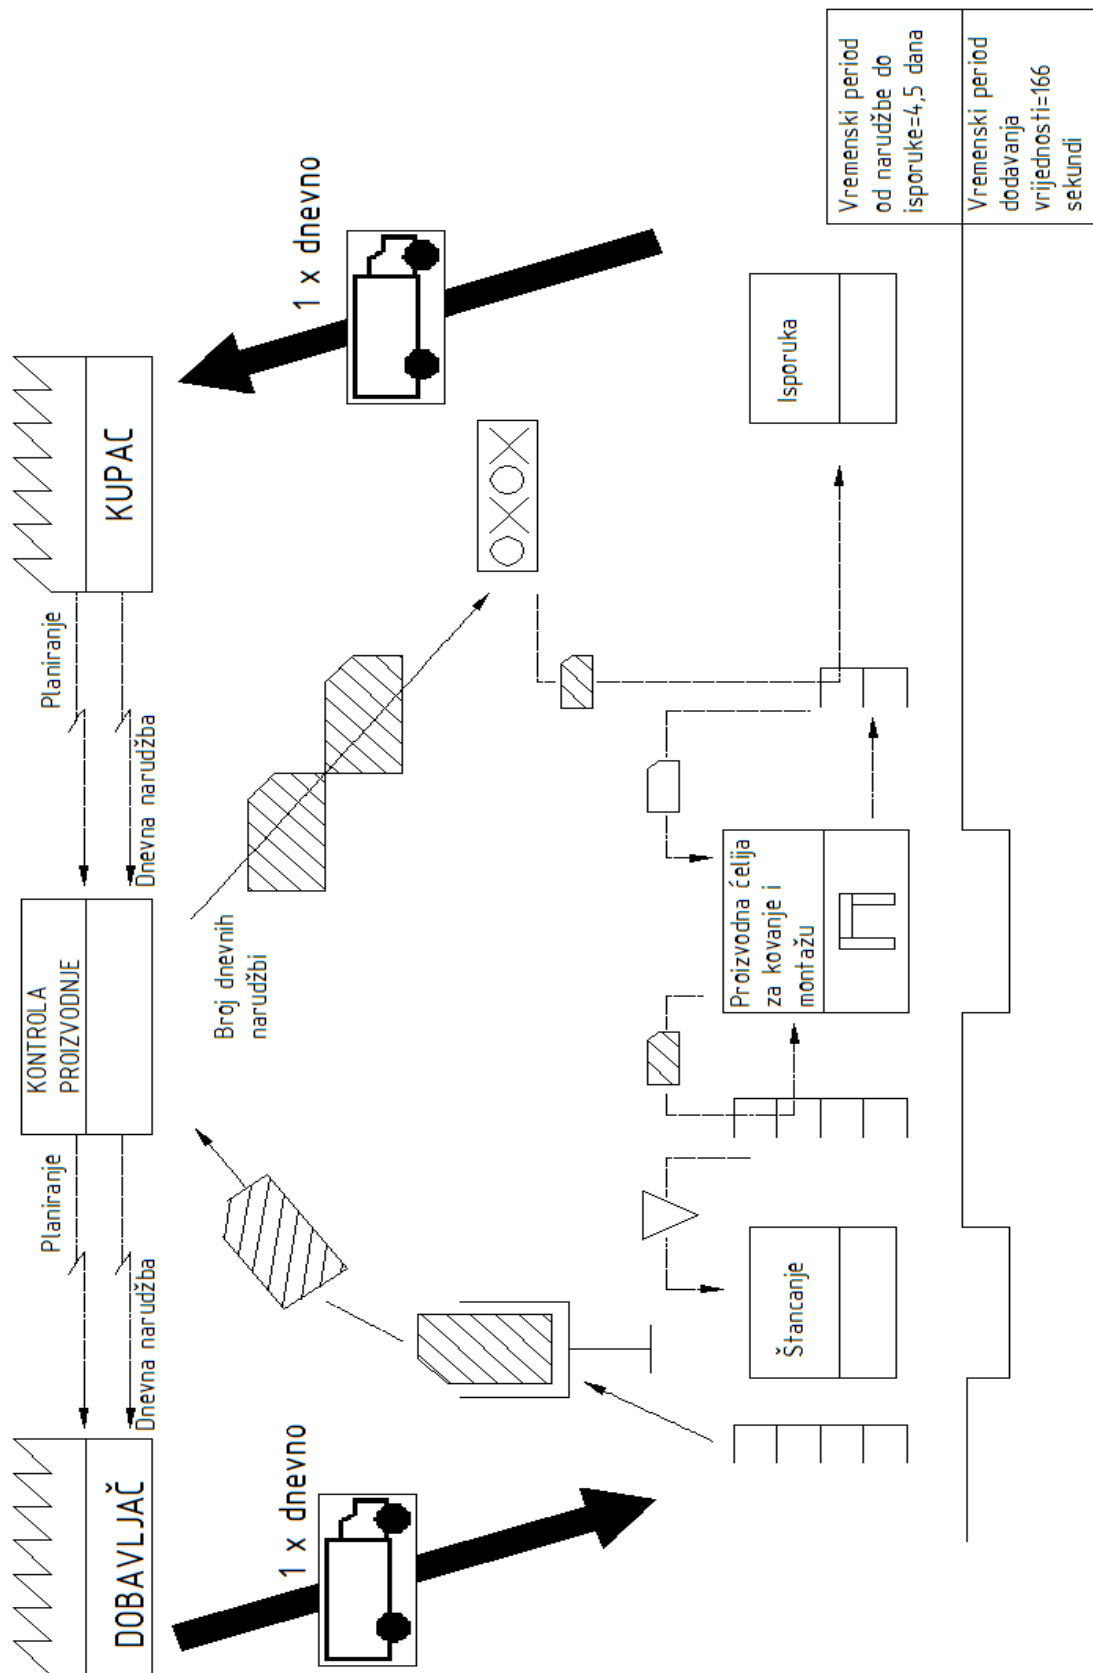 DOBAVLJAČ
Planiranje
Dnevna narudžba
KONTROLA
PROIZVODNJE
Planiranje
Dnevna narudžba
KUPAC
1 x dnevno
Broj dnevnih
narudžbi
1 x dnevno
OXOX
Štancanje
Proizvodna ćelija
za kovanje i
montažu
Isporuka
Vremenski period
od narudžbe do
isporuke=4,5 dana
Vremenski period
dodavanja
vrijednosti=166
sekundi